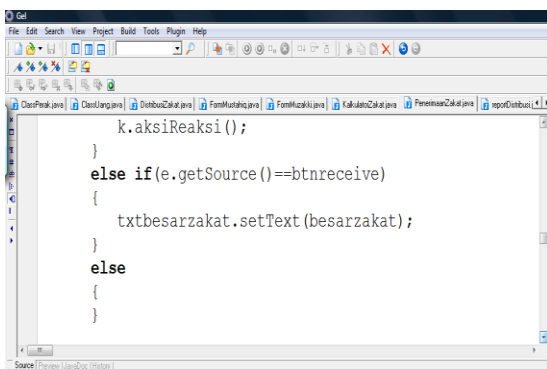 Gel
File Edit Search View Project Build Tools Plugin Help
ClassPerak.java ClassUang.java DistribusiZakat.java FormMustahiq.java FormMuzakki.java KalkulatorZakat.java PenerimaanZakat.java reportDistribusi.j
k.aksiReaksi();
}
else if(e.getSource()==btnreceive)
{
txtbesarzakat.setText(besarzakat);
}
else
{
}
Source Preview JavaDoc History